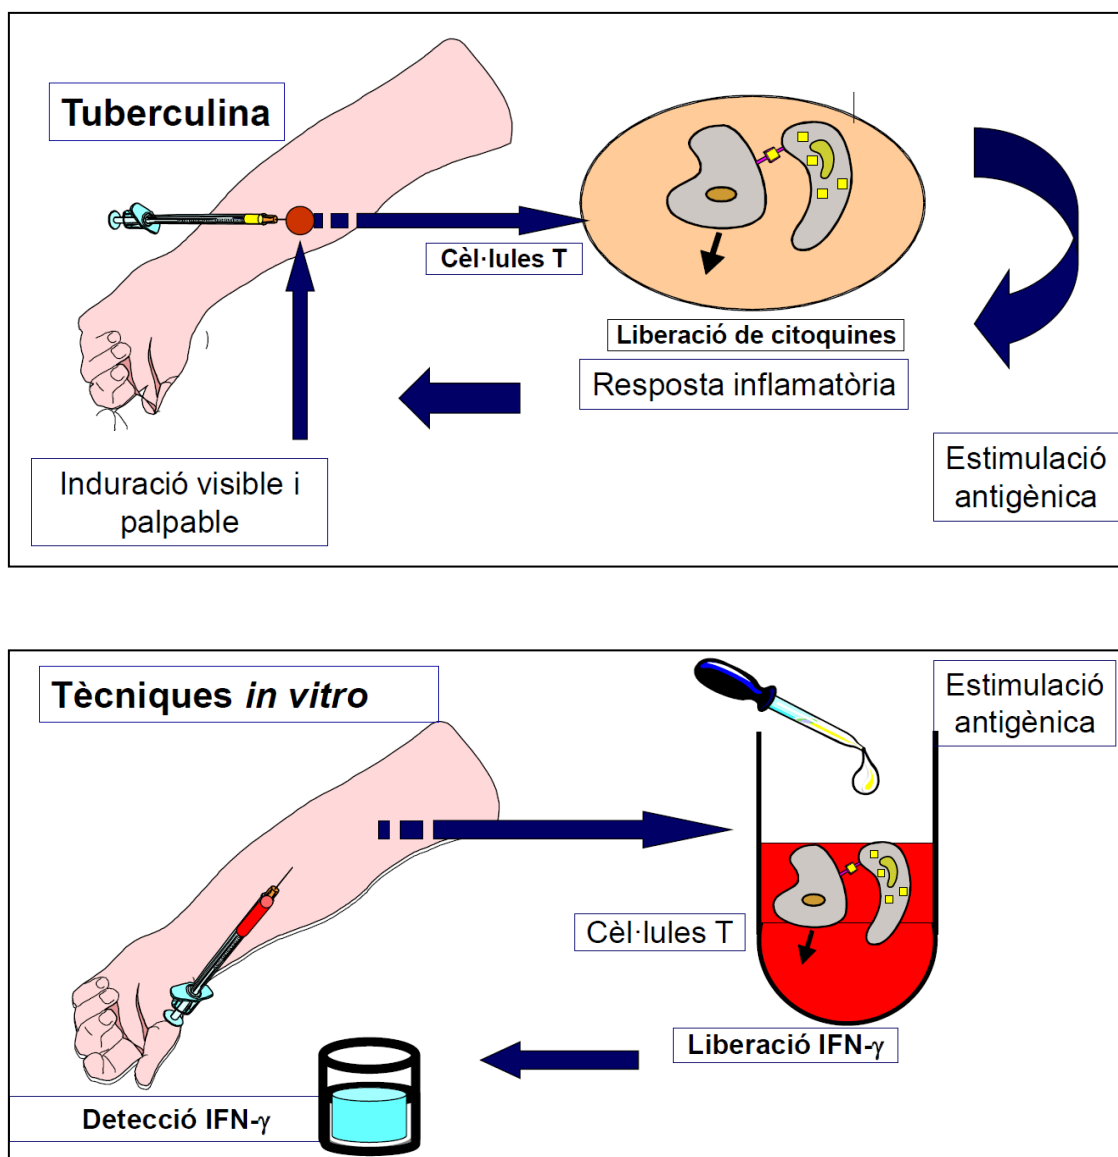 Tuberculina
Cèl·lules T
Liberació de citoquines
Resposta inflamatòria
Estimulació
antigènica
Induració visible i
palpable
Tècniques in vitro
Estimulació
antigènica
Cèl·lules T
Liberació IFN-γ
Detecció IFN-γ